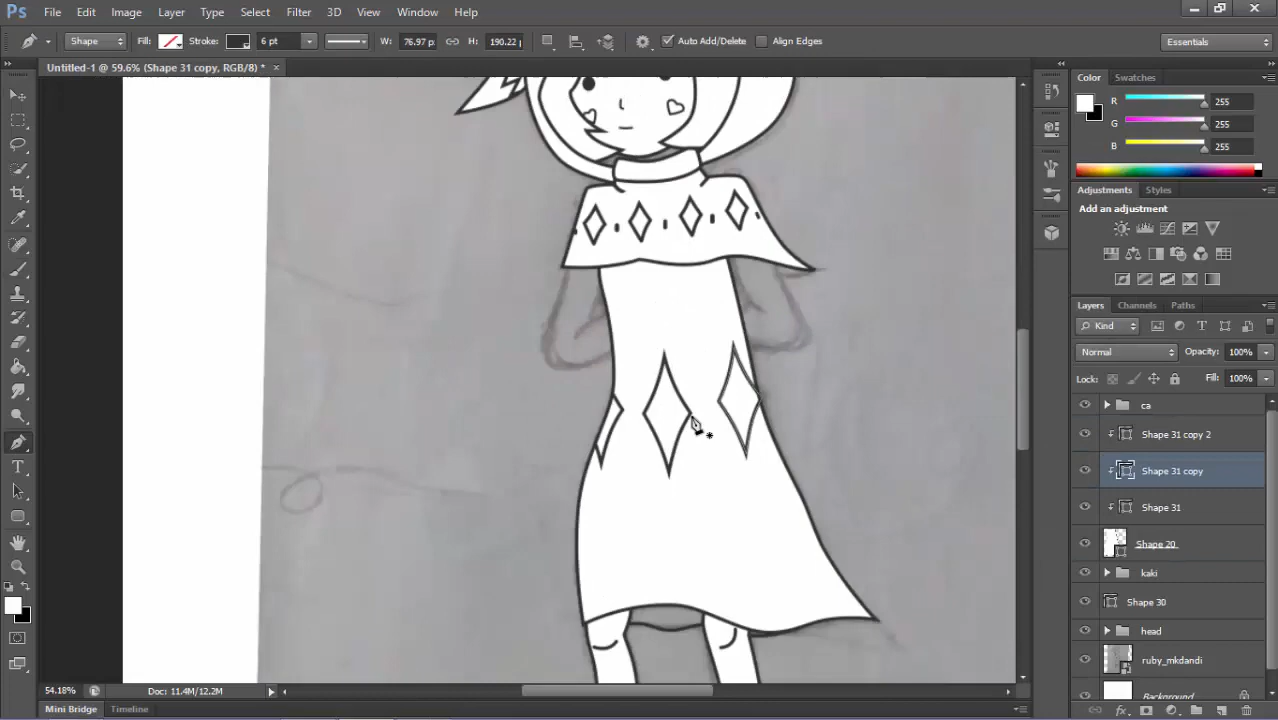 Ps File Edit Image Layer Type Select Filter 3D View Window Help
Shape Fill: Stroke: 6 pt W: 76.97 p H: 190.22 Auto Add/Delete Align Edges Essentials
Untitled-1 @ 59.6% (Shape 31 copy, RGB/8) * ×
Color Swatches
R 255
G 255
B 255
Adjustments Styles
Add an adjustment
Layers Channels Paths
Kind
Normal Opacity: 100%
Lock: Fill: 100%
ca
Shape 31 copy 2
Shape 31 copy
Shape 31
Shape 20
kaki
Shape 30
head
ruby_mkdandi
Background
54.18% Doc: 11.4M/12.2M
Mini Bridge Timeline